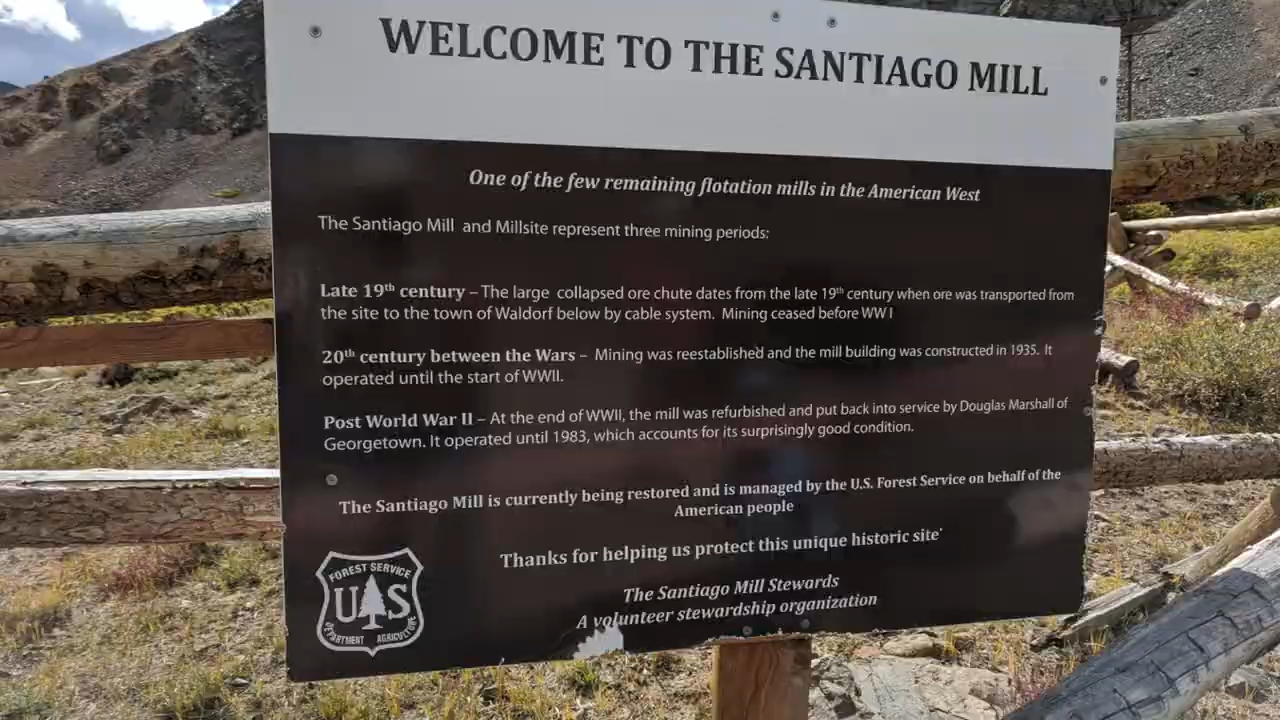 WELCOME TO THE SANTIAGO MILL
One of the few remaining flotation mills in the American West
The Santiago Mill and Millsite represent three mining periods:
Late 19th century – The large collapsed ore chute dates from the late 19th century when ore was transported from
the site to the town of Waldorf below by cable system. Mining ceased before WW I
20th century between the Wars – Mining was reestablished and the mill building was constructed in 1935. It
operated until the start of WWII.
Post World War II – At the end of WWII, the mill was refurbished and put back into service by Douglas Marshall of
Georgetown. It operated until 1983, which accounts for its surprisingly good condition.
The Santiago Mill is currently being restored and is managed by the U.S. Forest Service on behalf of the
American people
Thanks for helping us protect this unique historic site'
The Santiago Mill Stewards
A volunteer stewardship organization
FOREST SERVICE
U S
DEPARTMENT AGRICULTURE